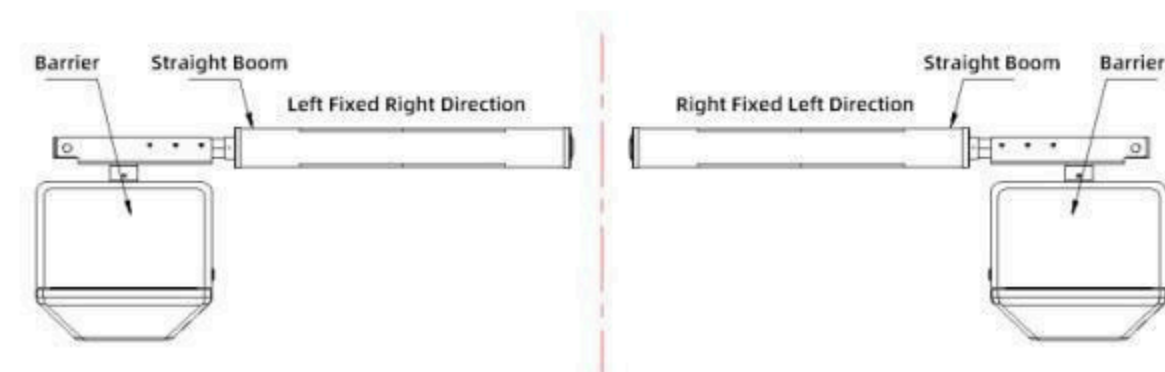 Barrier
Straight Boom
Left Fixed Right Direction
Straight Boom
Barrier
Right Fixed Left Direction